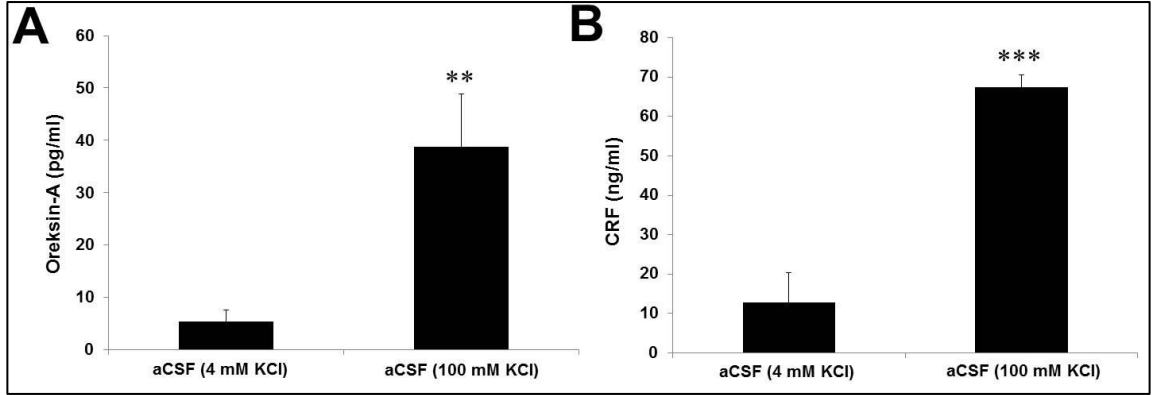 A
60
50
40
30
20
10
0
Oreksin-A (pg/ml)
**
aCSF (4 mM KCl)
aCSF (100 mM KCl)
B
80
70
60
50
40
30
20
10
0
CRF (ng/ml)
***
aCSF (4 mM KCl)
aCSF (100 mM KCl)